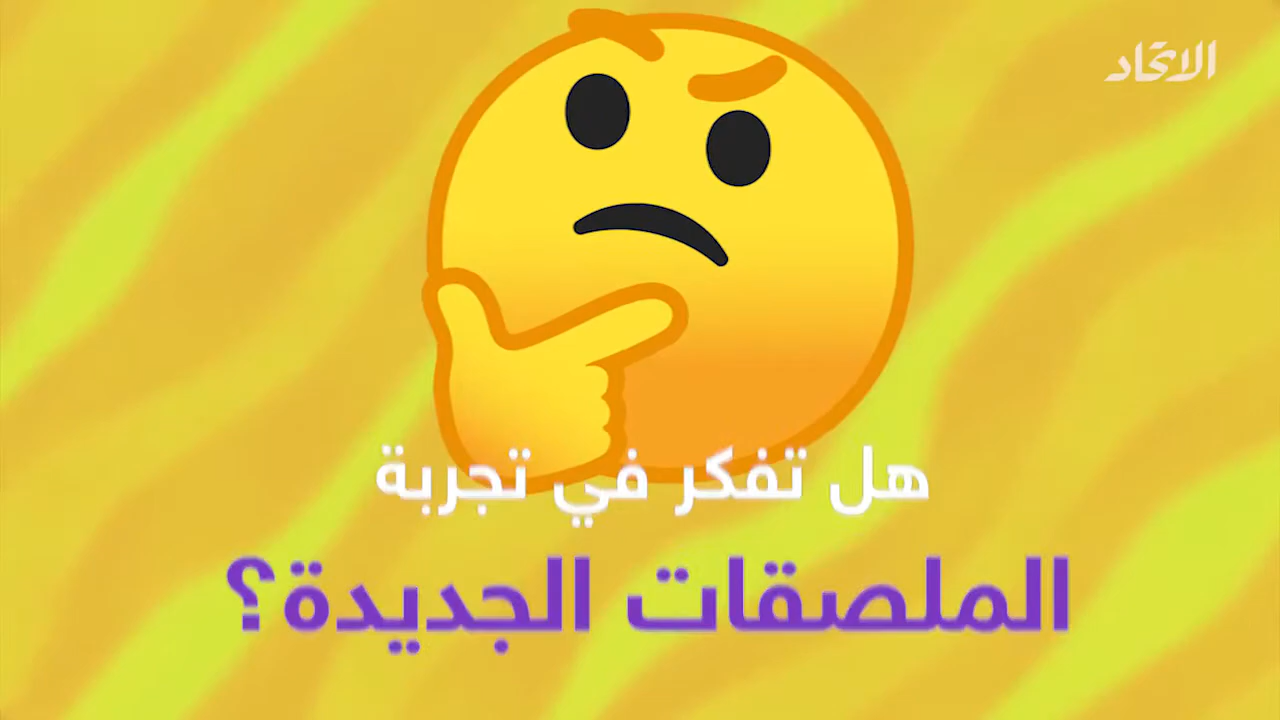 الاتحاد
هل تفكر في تجربة
الملصقات الجديدة؟